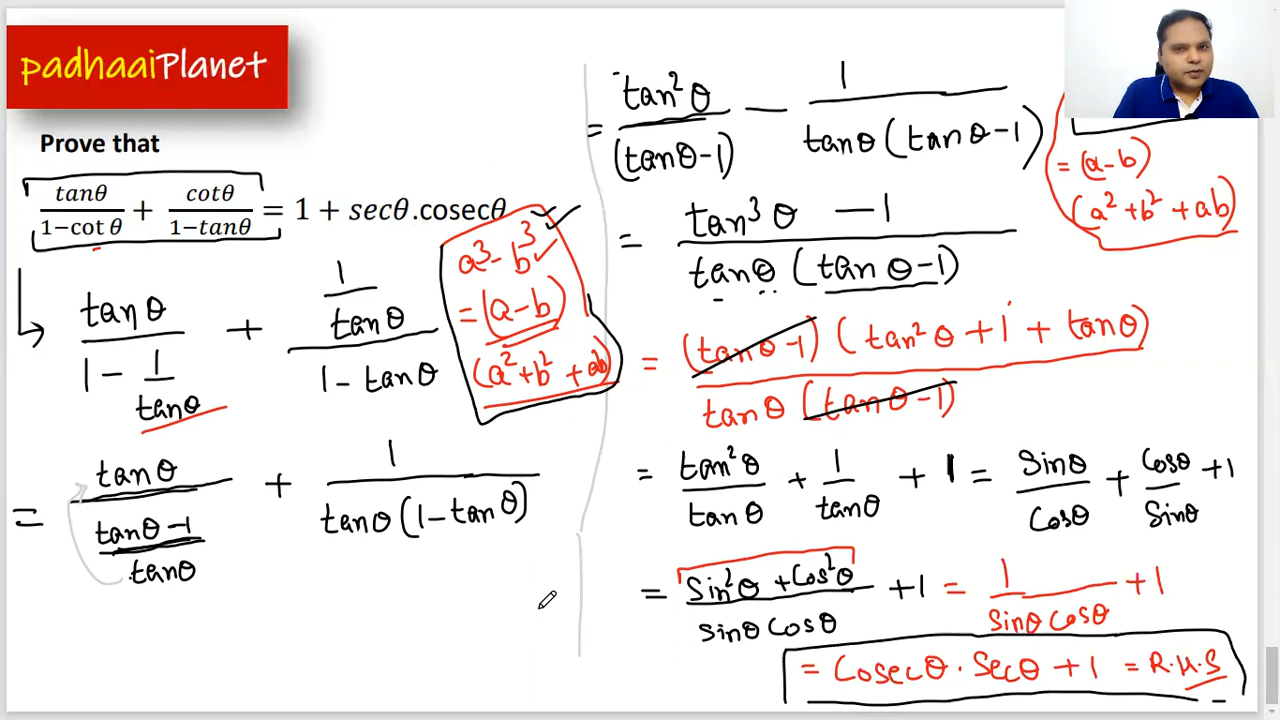 padhaaiPlanet
Prove that
tanθ/(1−cot θ) + cotθ/(1−tanθ) = 1 + secθ.cosecθ
tanθ/(1 − 1/tanθ) + (1/tanθ)/(1 − tanθ)
a³ − b³
= (a−b)
(a² + b² + ab)
= tanθ/((tanθ −1)/tanθ) + 1/(tanθ(1−tanθ))
= tan²θ/(tanθ−1) − 1/(tanθ(tanθ−1))
= (a−b)
(a² + b² + ab)
= (tan³θ − 1)/(tanθ(tanθ−1))
= (tanθ−1)(tan²θ + 1 + tanθ)/(tanθ(tanθ−1))
= tan²θ/tanθ + 1/tanθ + 1 = Sinθ/Cosθ + Cosθ/Sinθ + 1
= (Sin²θ + Cos²θ)/(sinθ Cosθ) + 1 = 1/(sinθ Cosθ) + 1
= Cosecθ · Secθ + 1 = R.H.S